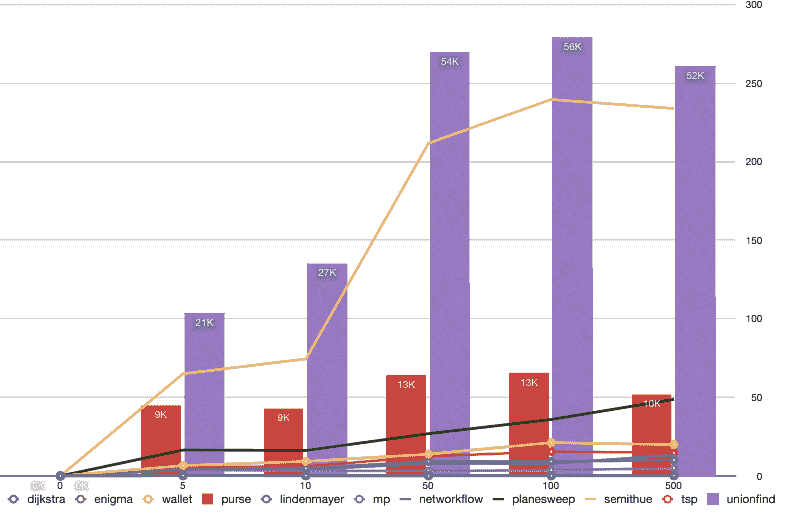 300
250
200
150
100
50
0
54K
56K
52K
27K
21K
13K
13K
10K
9K
9K
0 5 10 50 100 500
dijkstra enigma wallet purse lindenmayer mp networkflow planesweep semithue tsp unionfind